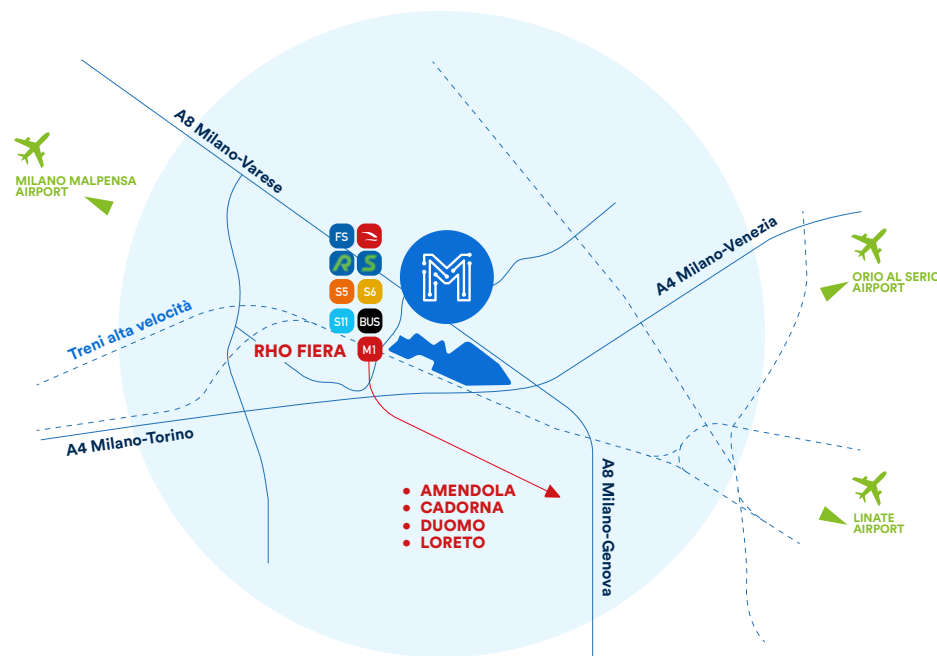 A8 Milano-Varese
MILANO MALPENSA
AIRPORT
FS
R S
S5 S6
S11 BUS
M1
M
RHO FIERA
Treni alta velocità
A4 Milano-Torino
A4 Milano-Venezia
ORIO AL SERIO
AIRPORT
• AMENDOLA
• CADORNA
• DUOMO
• LORETO
A8 Milano-Genova
LINATE
AIRPORT